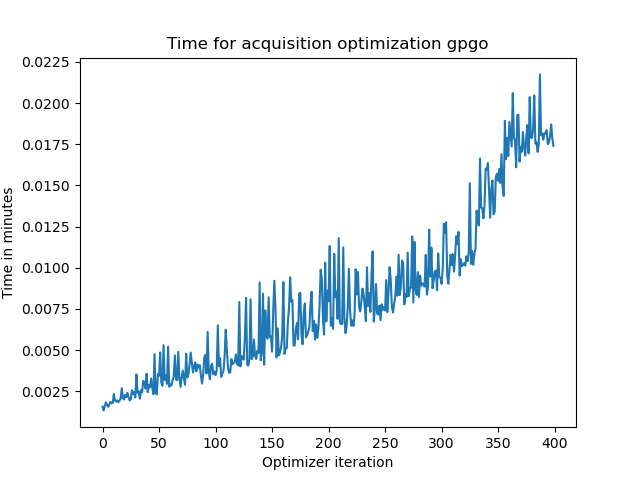 Time for acquisition optimization gpgo
0.0225
0.0200
0.0175
0.0150
0.0125
0.0100
0.0075
0.0050
0.0025
Time in minutes
0 50 100 150 200 250 300 350 400
Optimizer iteration